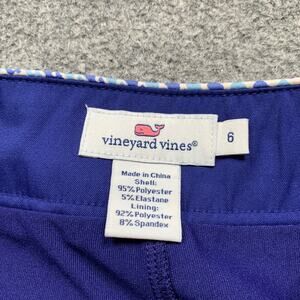 vineyard vines®
6
Made in China
Shell:
95% Polyester
5% Elastane
Lining:
92% Polyester
8% Spandex